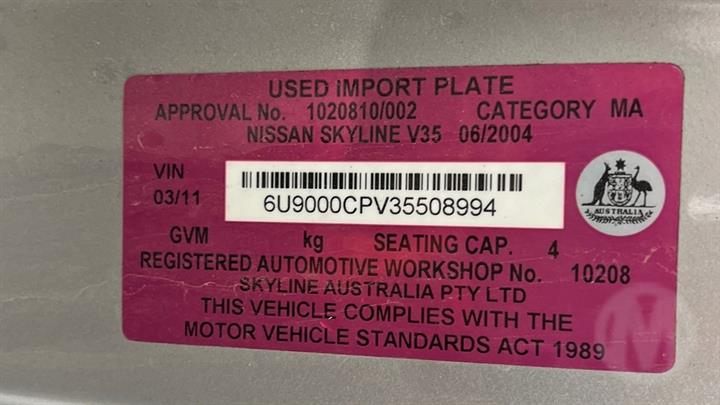 USED IMPORT PLATE
APPROVAL No. 1020810/002 CATEGORY MA
NISSAN SKYLINE V35 06/2004
VIN
03/11
6U9000CPV35508994
AUSTRALIA
GVM kg SEATING CAP. 4
REGISTERED AUTOMOTIVE WORKSHOP No. 10208
SKYLINE AUSTRALIA PTY LTD
THIS VEHICLE COMPLIES WITH THE
MOTOR VEHICLE STANDARDS ACT 1989
M